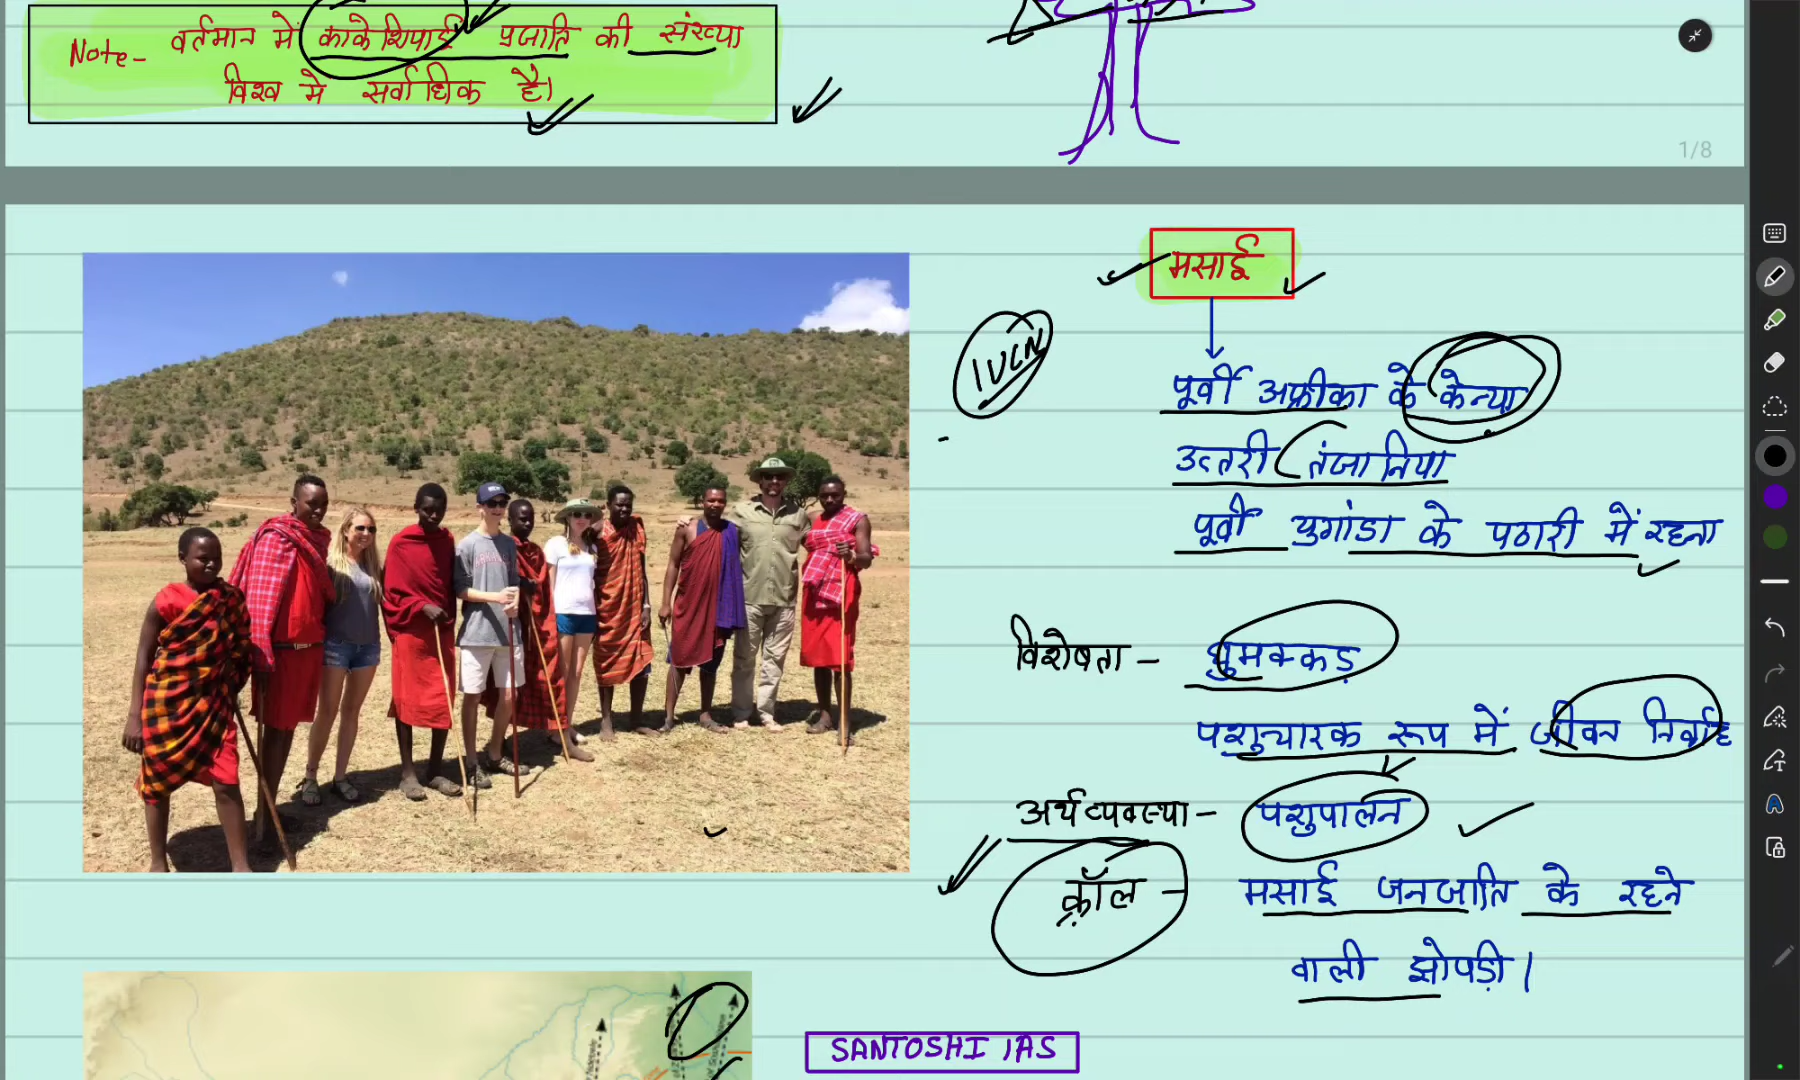 Note- वर्तमान में काकेशियाई प्रजाति की संख्या
विश्व में सर्वाधिक है।
1/8
मसाई
IUCN
पूर्वी अफ्रीका के केन्या
उत्तरी तंजानिया
पूर्वी युगांडा के पठारी में रहना
विशेषता - घुमक्कड़
पशुचारक रूप में जीवन निर्वाह
अर्थव्यवस्था - पशुपालन
क्रॉल - मसाई जनजाति के रहने
वाली झोपड़ी।
SANTOSHI IAS